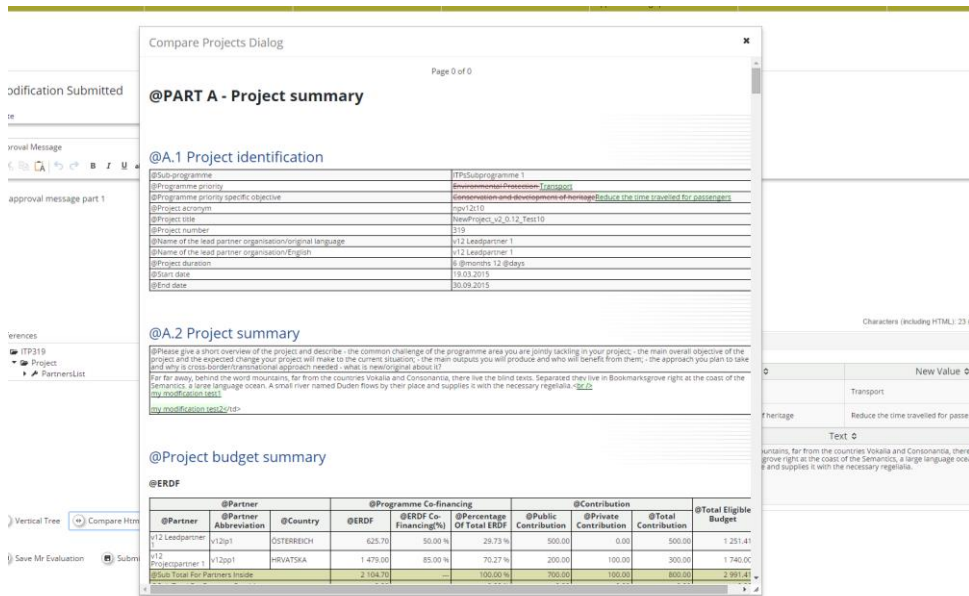 Compare Projects Dialog
Page 0 of 0
@PART A - Project summary
@A.1 Project identification
@Sub-programme ITPsSubprogramme 1
@Programme priority Environmental Protection Transport
@Programme priority specific objective Conservation and development of heritageReduce the time travelled for passengers
@Project acronym npv12t10
@Project title NewProject_v2_0.12_Test10
@Project number 319
@Name of the lead partner organisation/original language v12 Leadpartner 1
@Name of the lead partner organisation/English v12 Leadpartner 1
@Project duration 6 @months 12 @days
@Start date 19.03.2015
@End date 30.09.2015
@A.2 Project summary
@Please give a short overview of the project and describe - the common challenge of the programme area you are jointly tackling in your project; - the main overall objective of the
project and the expected change your project will make to the current situation; - the main outputs you will produce and who will benefit from them; - the approach you plan to take
and why is cross-border/transnational approach needed - what is new/original about it?
Far far away, behind the word mountains, far from the countries Vokalia and Consonantia, there live the blind texts. Separated they live in Bookmarksgrove right at the coast of the
Semantics, a large language ocean. A small river named Duden flows by their place and supplies it with the necessary regelialia.<br />
my modification test1
my modification test2</td>
@Project budget summary
@ERDF
@Partner @Programme Co-financing @Contribution @Total Eligible Budget
@Partner @Partner Abbreviation @Country @ERDF @ERDF Co-Financing(%) @Percentage Of Total ERDF @Public Contribution @Private Contribution @Total Contribution
v12 Leadpartner 1 v12lp1 ÖSTERREICH 625.70 50.00 % 29.73 % 500.00 0.00 500.00 1 251.41
v12 Projectpartner 1 v12pp1 HRVATSKA 1 479.00 85.00 % 70.27 % 200.00 100.00 300.00 1 740.00
@Sub Total For Partners Inside 2 104.70 --- 100.00 % 700.00 100.00 800.00 2 991.41
odification Submitted
proval Message
B I U
approval message part 1
ferences
ITP319
Project
PartnersList
Vertical Tree Compare Htm
Save Mr Evaluation Submi
Characters (including HTML): 23
New Value
Transport
f heritage Reduce the time travelled for passe
Text
untains, far from the countries Vokalia and Consonantia, there
grove right at the coast of the Semantics, a large language ocea
e and supplies it with the necessary regelialia.